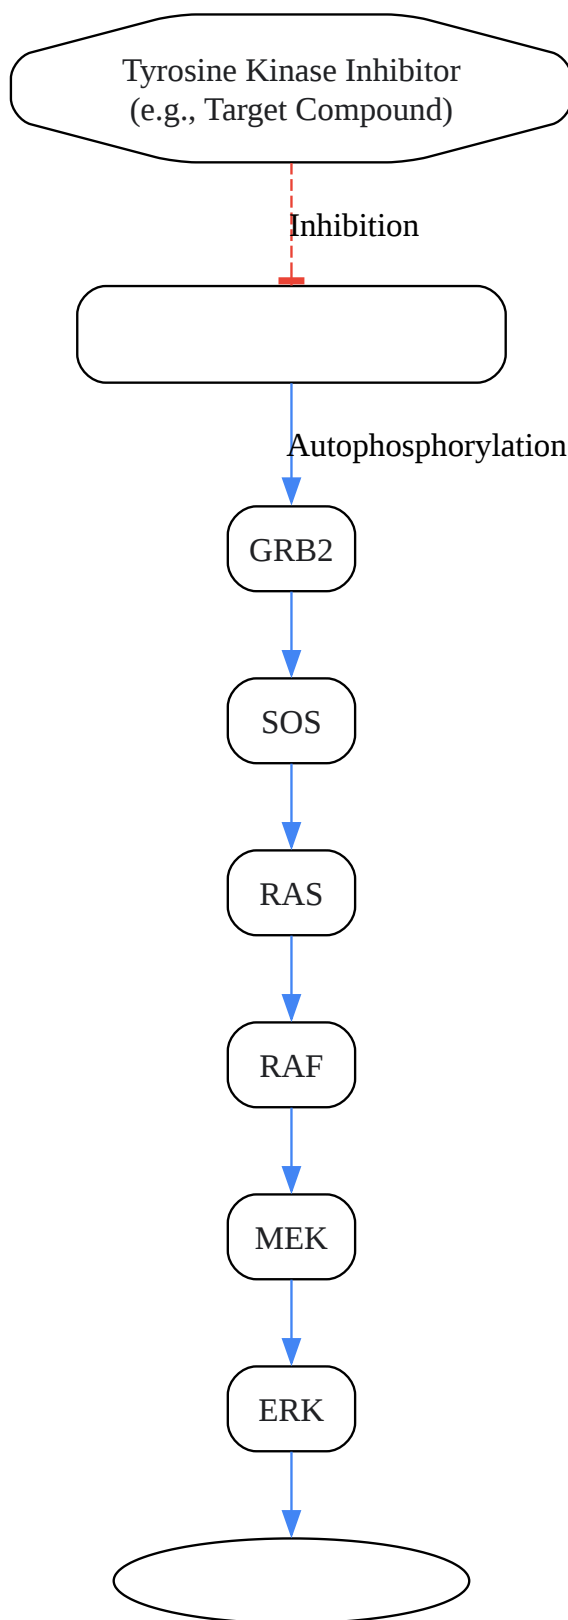 Tyrosine Kinase Inhibitor
(e.g., Target Compound)
Inhibition
Autophosphorylation
GRB2
SOS
RAS
RAF
MEK
ERK